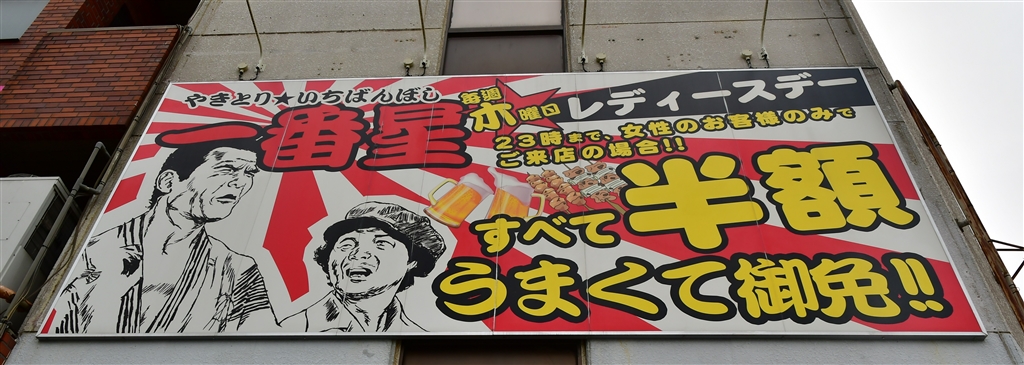 やきとり★いちばんぼし
一番星
毎週木曜日レディースデー
23時まで、女性のお客様のみで
ご来店の場合!!
すべて半額
うまくて御免!!